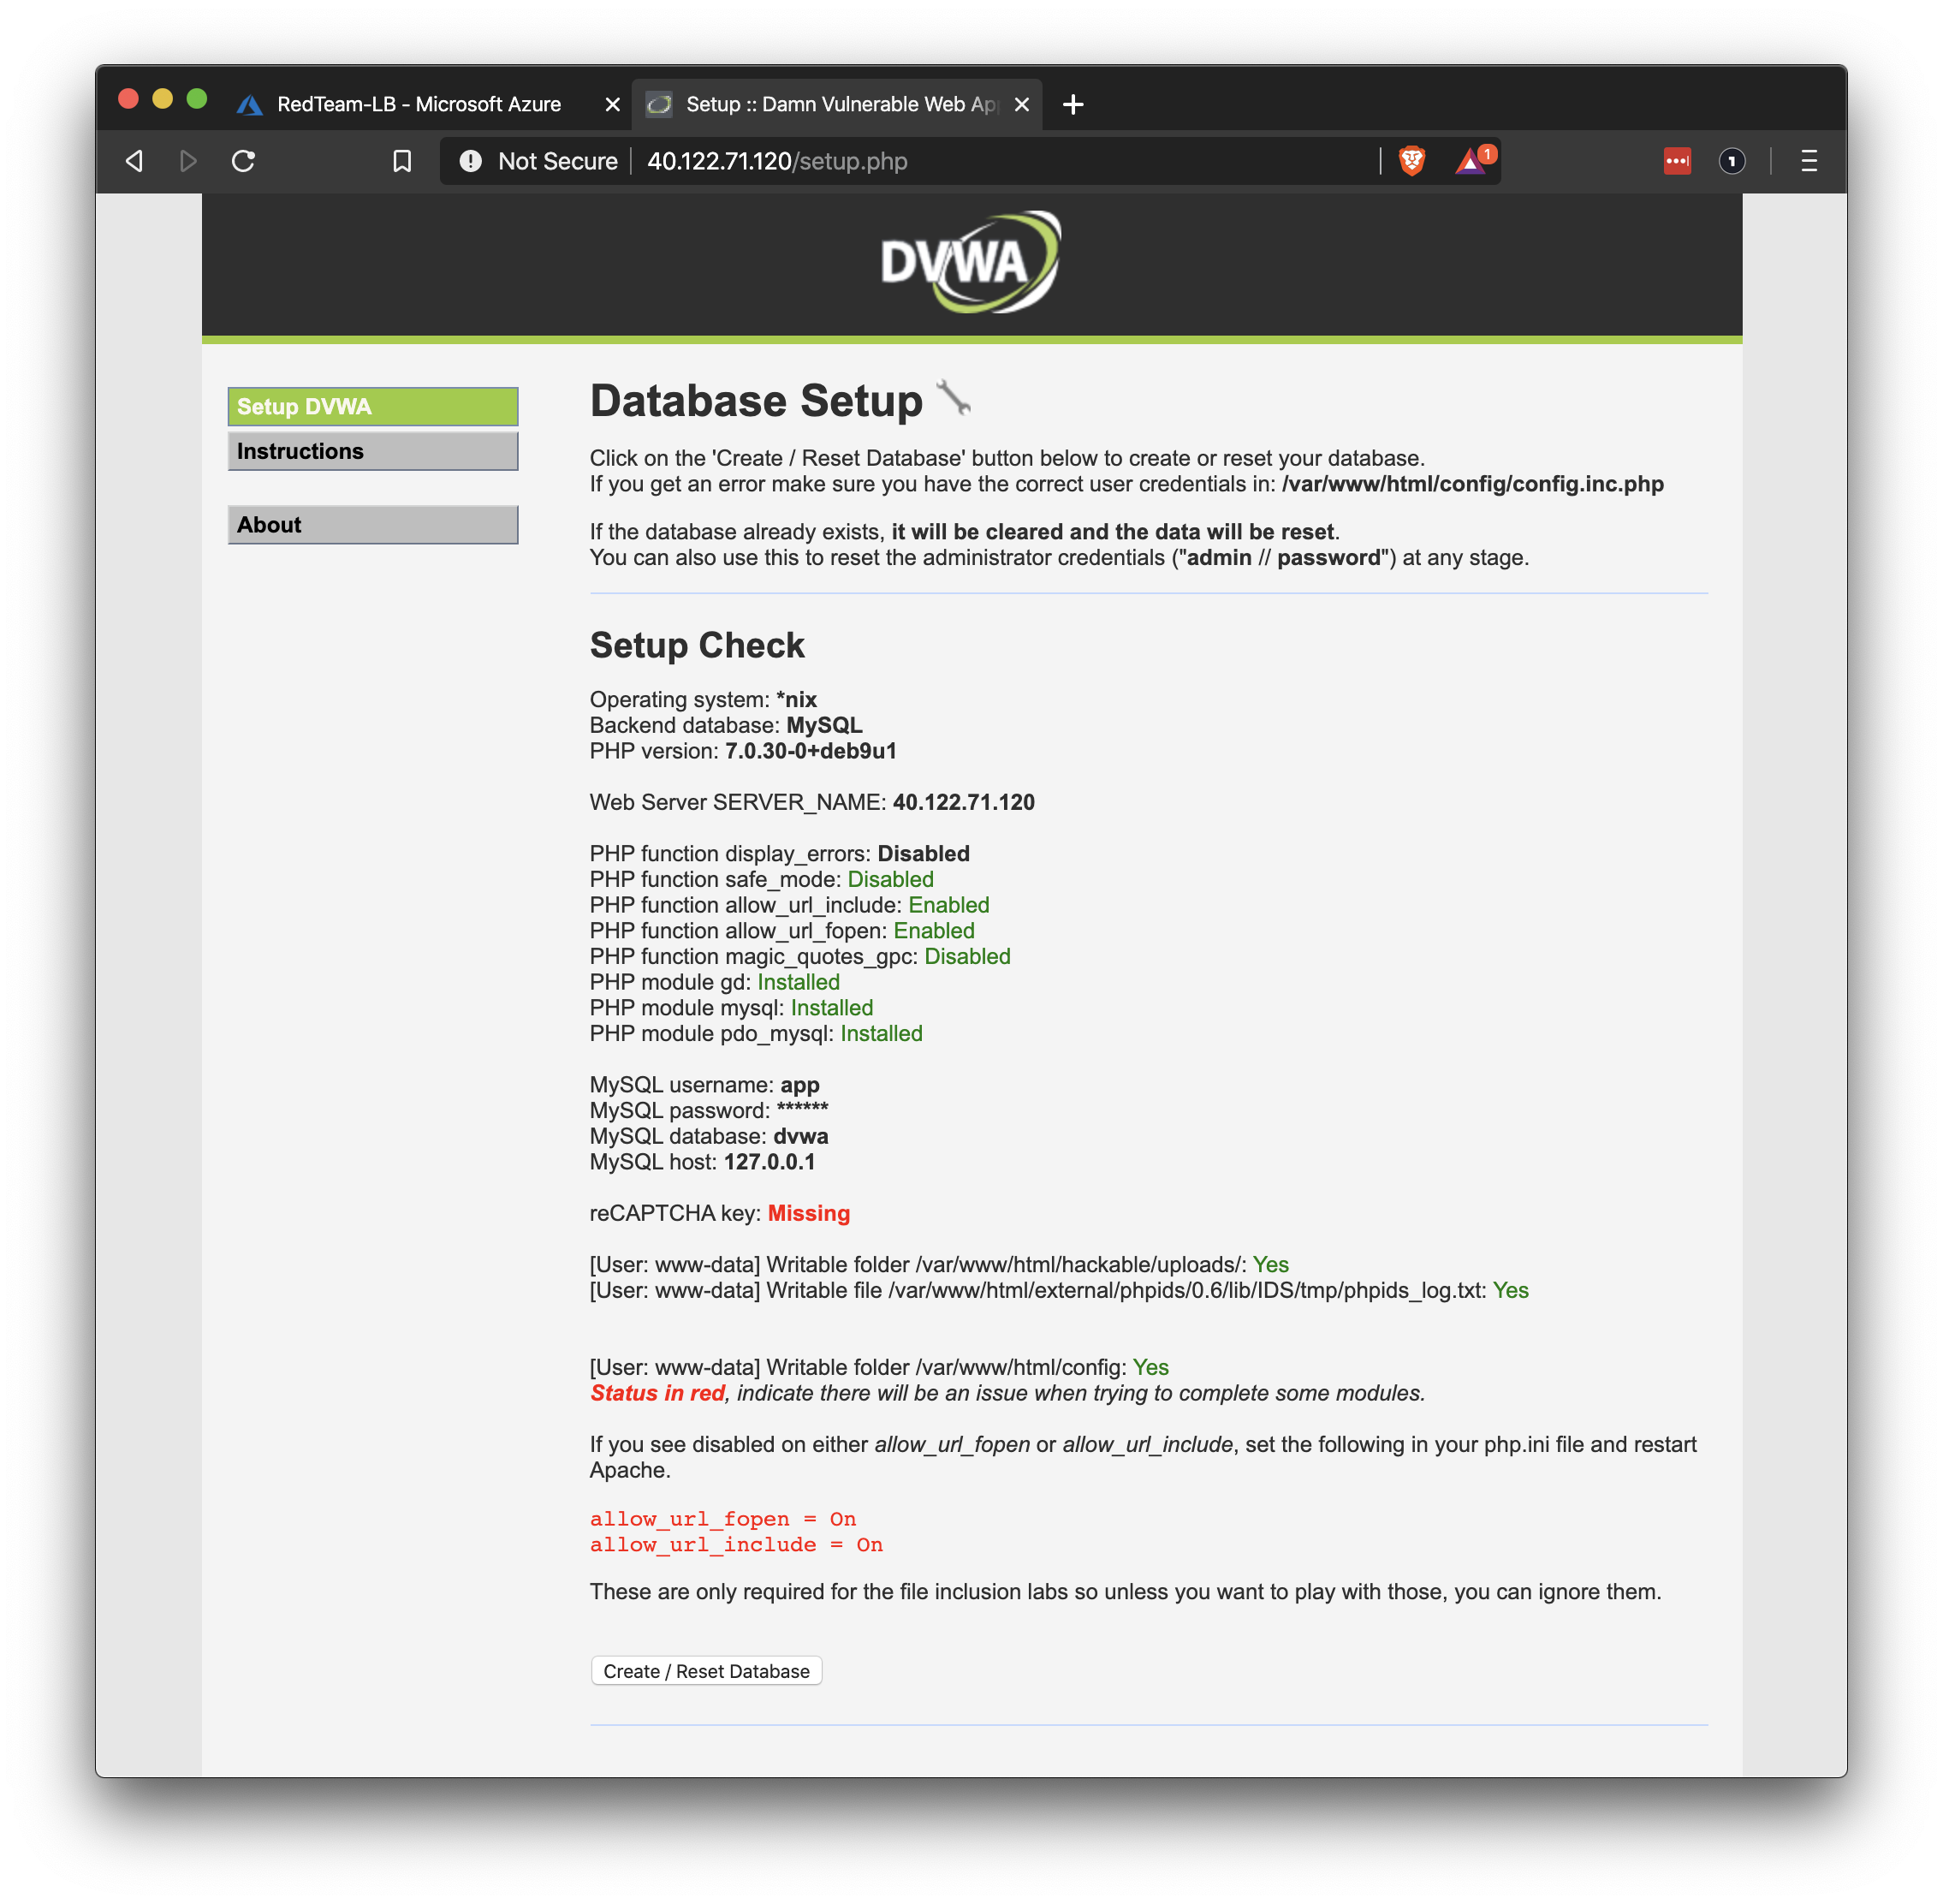 RedTeam-LB - Microsoft Azure
Setup :: Damn Vulnerable Web Ap
Not Secure
40.122.71.120/setup.php
1
1
DVWA
Setup DVWA
Instructions
About
Database Setup
Click on the 'Create / Reset Database' button below to create or reset your database.
If you get an error make sure you have the correct user credentials in: /var/www/html/config/config.inc.php
If the database already exists, it will be cleared and the data will be reset.
You can also use this to reset the administrator credentials ("admin // password") at any stage.
Setup Check
Operating system: *nix
Backend database: MySQL
PHP version: 7.0.30-0+deb9u1
Web Server SERVER_NAME: 40.122.71.120
PHP function display_errors: Disabled
PHP function safe_mode: Disabled
PHP function allow_url_include: Enabled
PHP function allow_url_fopen: Enabled
PHP function magic_quotes_gpc: Disabled
PHP module gd: Installed
PHP module mysql: Installed
PHP module pdo_mysql: Installed
MySQL username: app
MySQL password: ******
MySQL database: dvwa
MySQL host: 127.0.0.1
reCAPTCHA key: Missing
[User: www-data] Writable folder /var/www/html/hackable/uploads/: Yes
[User: www-data] Writable file /var/www/html/external/phpids/0.6/lib/IDS/tmp/phpids_log.txt: Yes
[User: www-data] Writable folder /var/www/html/config: Yes
Status in red, indicate there will be an issue when trying to complete some modules.
If you see disabled on either allow_url_fopen or allow_url_include, set the following in your php.ini file and restart
Apache.
allow_url_fopen = On
allow_url_include = On
These are only required for the file inclusion labs so unless you want to play with those, you can ignore them.
Create / Reset Database